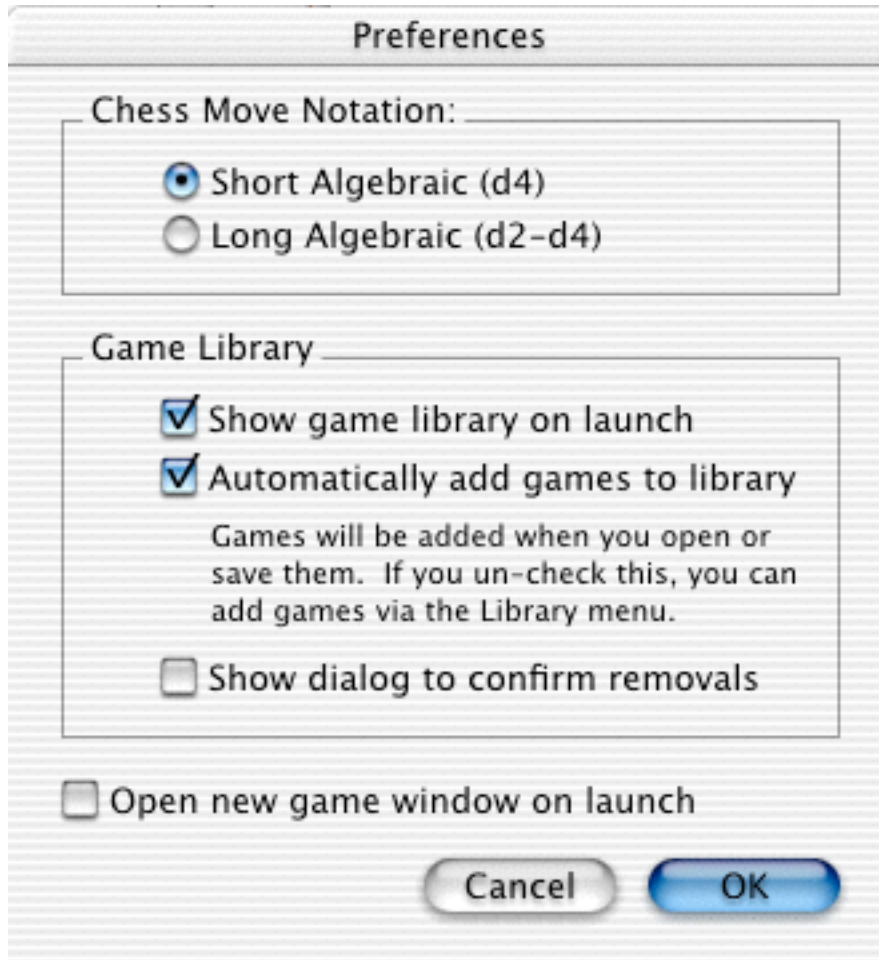 Preferences
Chess Move Notation:
Short Algebraic (d4)
Long Algebraic (d2-d4)
Game Library
Show game library on launch
Automatically add games to library
Games will be added when you open or
save them.  If you un-check this, you can
add games via the Library menu.
Show dialog to confirm removals
Open new game window on launch
Cancel
OK